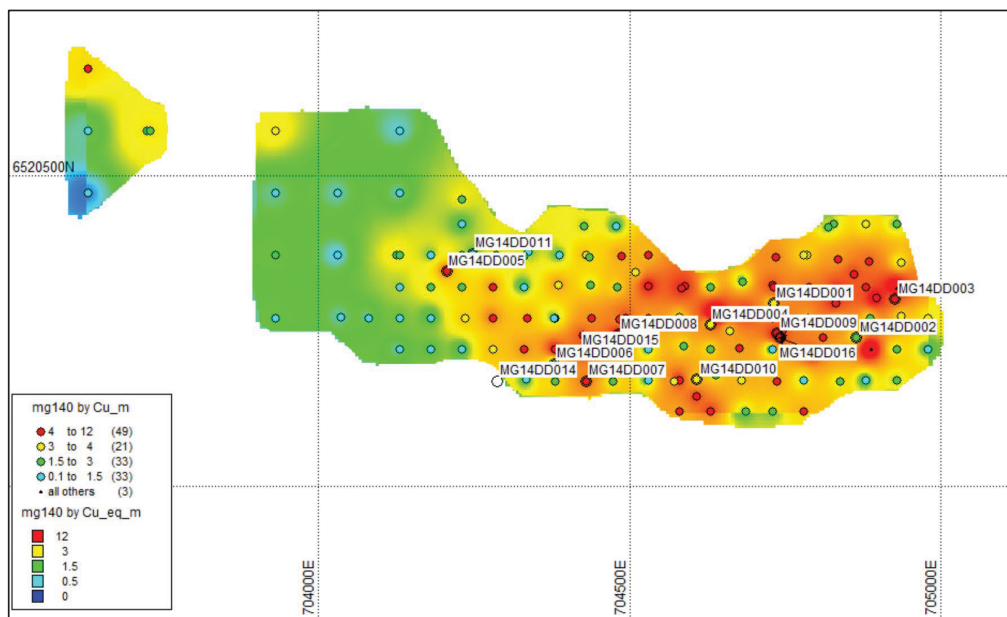 6520500N
MG14DD011
MG14DD005
MG14DD003
MG14DD001
MG14DD004
MG14DD008
MG14DD009
MG14DD002
MG14DD015
MG14DD006
MG14DD016
MG14DD014
MG14DD007
MG14DD010
mg140 by Cu_m
4 to 12 (49)
3 to 4 (21)
1.5 to 3 (33)
0.1 to 1.5 (33)
all others (3)
mg140 by Cu_eq_m
12
3
1.5
0.5
0
704000E
704500E
705000E